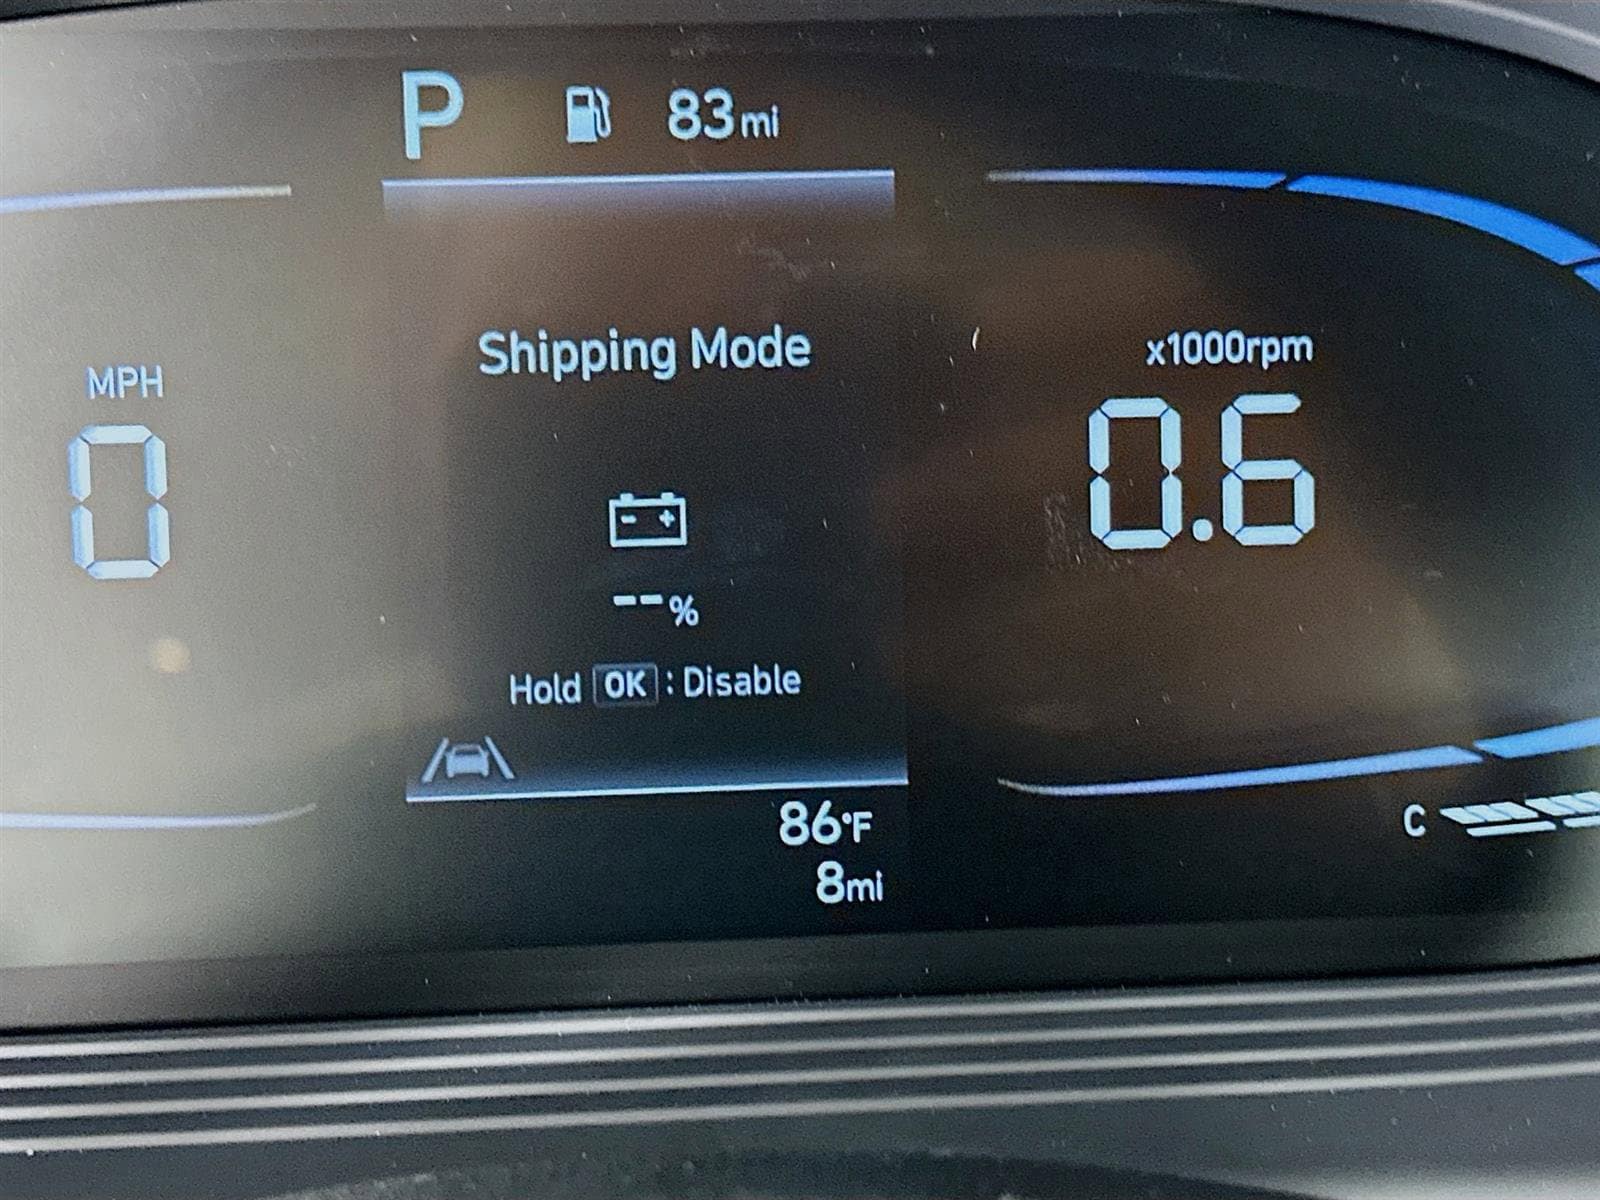 P 83mi
Shipping Mode
MPH
0
x1000rpm
0.6
- +
--%
Hold OK : Disable
86°F
8mi
C